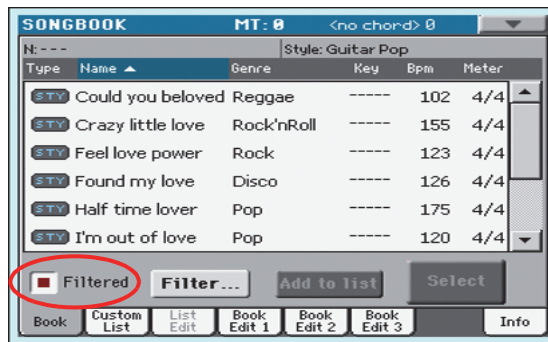 SONGBOOK MT: 0 <no chord> 0
N: --- Style: Guitar Pop
Type Name Genre Key Bpm Meter
STY Could you beloved Reggae ----- 102 4/4
STY Crazy little love Rock'nRoll ----- 155 4/4
STY Feel love power Rock ----- 123 4/4
STY Found my love Disco ----- 126 4/4
STY Half time lover Pop ----- 175 4/4
STY I'm out of love Pop ----- 120 4/4
Filtered Filter... Add to list Select
Book Custom List List Edit Book Edit 1 Book Edit 2 Book Edit 3 Info